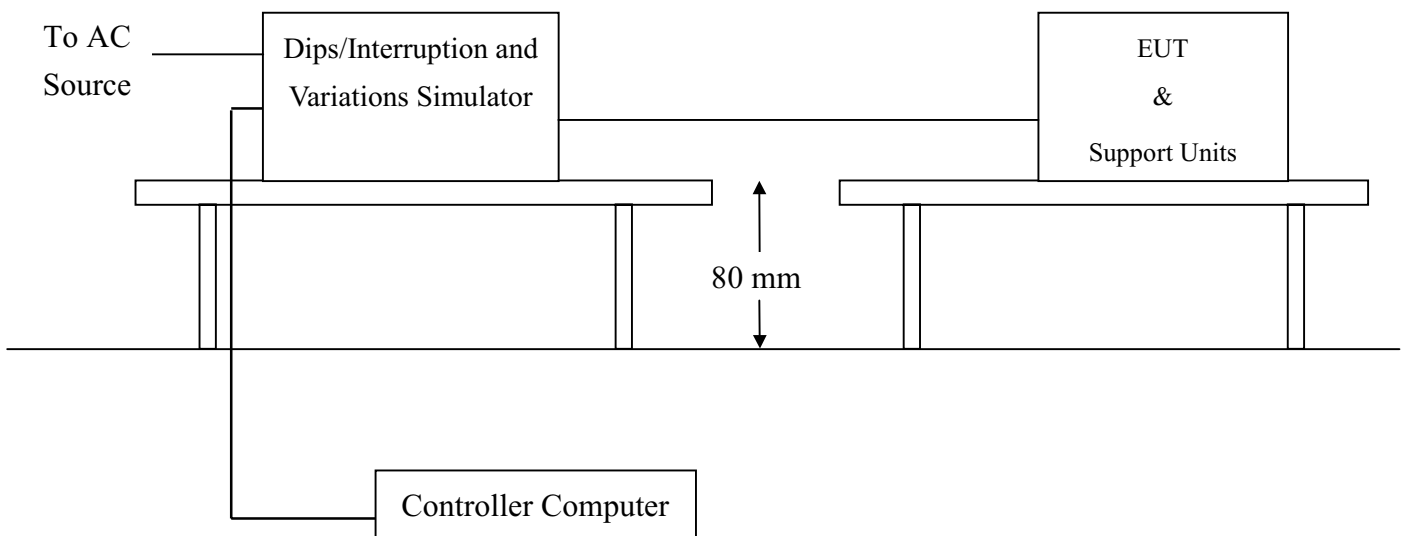 To AC
Source
Dips/Interruption and
Variations Simulator
EUT
&
Support Units
80 mm
Controller Computer